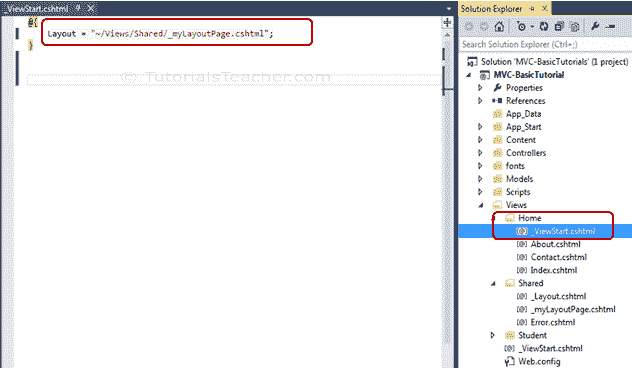 _ViewStart.cshtml
@{
Layout = "~/Views/Shared/_myLayoutPage.cshtml";
}
© TutorialsTeacher.com
Solution Explorer
Search Solution Explorer (Ctrl+;)
Solution 'MVC-BasicTutorials' (1 project)
MVC-BasicTutorial
Properties
References
App_Data
App_Start
Content
Controllers
fonts
Models
Scripts
Views
Home
_ViewStart.cshtml
About.cshtml
Contact.cshtml
Index.cshtml
Shared
_Layout.cshtml
_myLayoutPage.cshtml
Error.cshtml
Student
_ViewStart.cshtml
Web.config